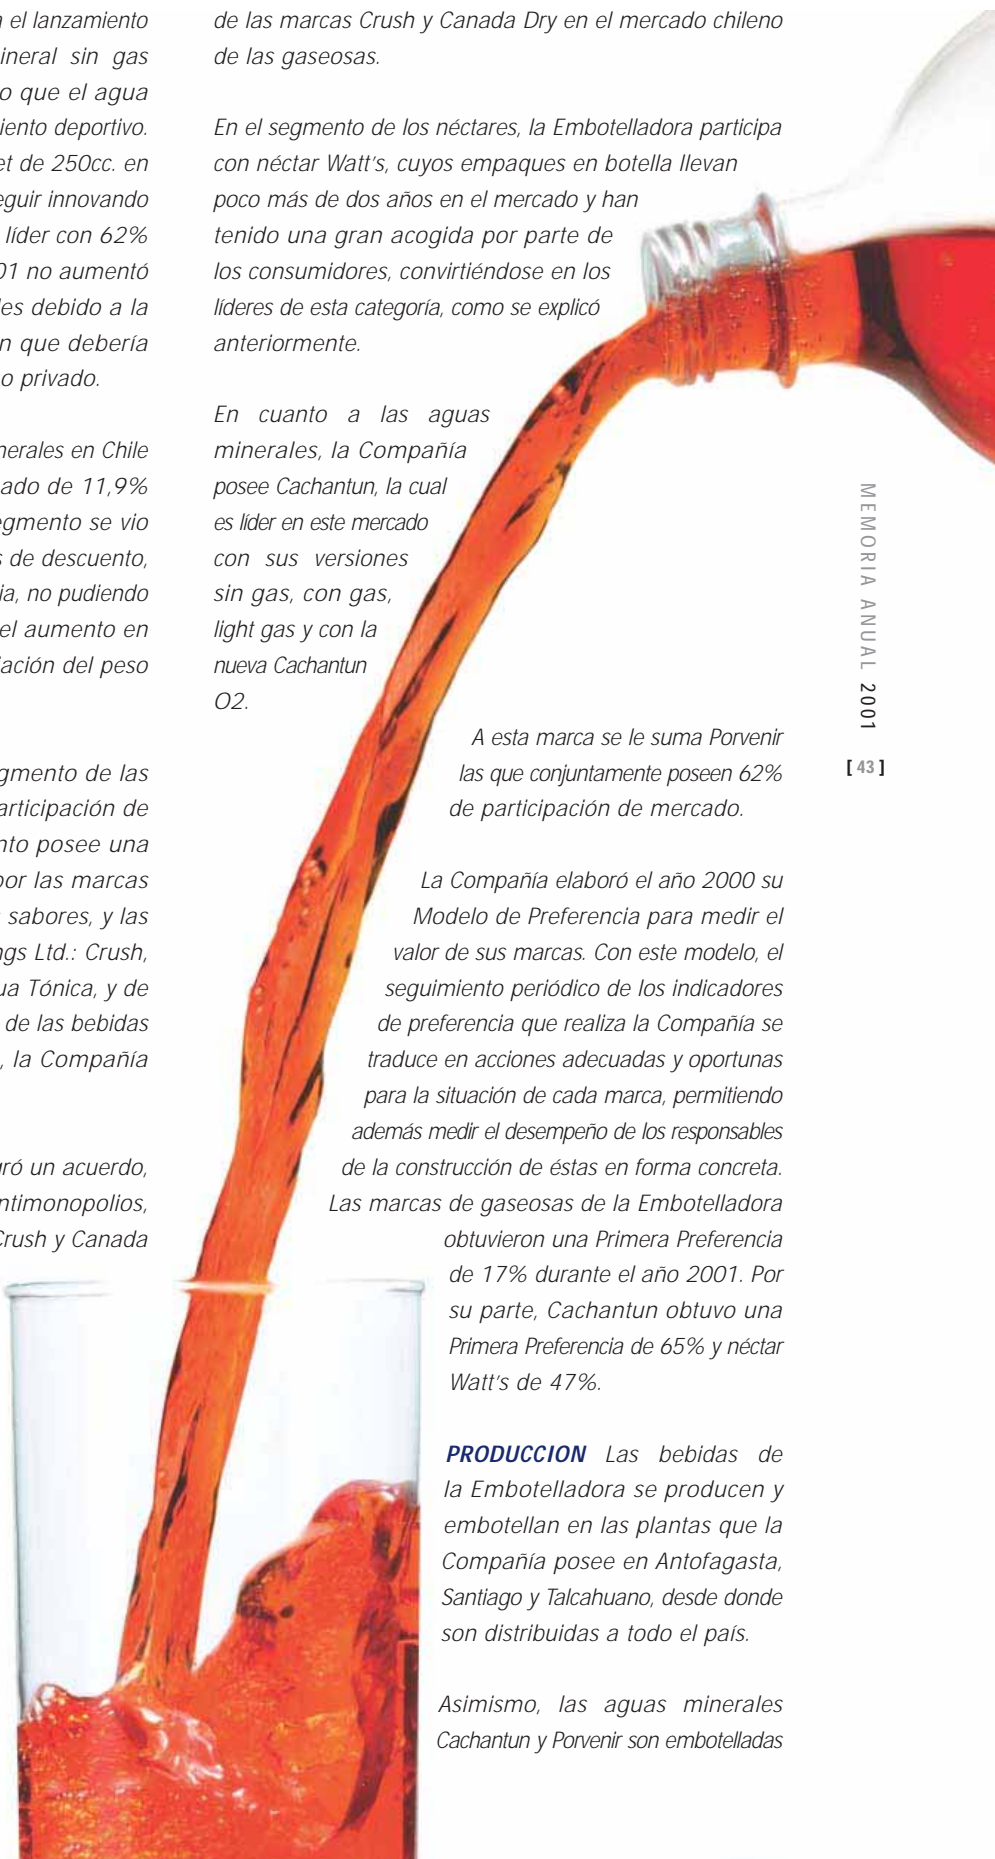 el lanzamiento
ineral sin gas
o que el agua
iento deportivo.
et de 250cc. en
eguir innovando
líder con 62%
01 no aumentó
es debido a la
n que debería
o privado.
nerales en Chile
ado de 11,9%
egmento se vio
s de descuento,
ia, no pudiendo
el aumento en
ación del peso
gmento de las
articipación de
nto posee una
por las marcas
sabores, y las
ngs Ltd.: Crush,
ua Tónica, y de
de las bebidas
, la Compañía
ró un acuerdo,
ntimonopolios,
Crush y Canada
de las marcas Crush y Canada Dry en el mercado chileno
de las gaseosas.
En el segmento de los néctares, la Embotelladora participa
con néctar Watt's, cuyos empaques en botella llevan
poco más de dos años en el mercado y han
tenido una gran acogida por parte de
los consumidores, convirtiéndose en los
líderes de esta categoría, como se explicó
anteriormente.
En cuanto a las aguas
minerales, la Compañía
posee Cachantun, la cual
es líder en este mercado
con sus versiones
sin gas, con gas,
light gas y con la
nueva Cachantun
O2.
A esta marca se le suma Porvenir
las que conjuntamente poseen 62%
de participación de mercado.
La Compañía elaboró el año 2000 su
Modelo de Preferencia para medir el
valor de sus marcas. Con este modelo, el
seguimiento periódico de los indicadores
de preferencia que realiza la Compañía se
traduce en acciones adecuadas y oportunas
para la situación de cada marca, permitiendo
además medir el desempeño de los responsables
de la construcción de éstas en forma concreta.
Las marcas de gaseosas de la Embotelladora
obtuvieron una Primera Preferencia
de 17% durante el año 2001. Por
su parte, Cachantun obtuvo una
Primera Preferencia de 65% y néctar
Watt's de 47%.
PRODUCCION Las bebidas de
la Embotelladora se producen y
embotellan en las plantas que la
Compañía posee en Antofagasta,
Santiago y Talcahuano, desde donde
son distribuidas a todo el país.
Asimismo, las aguas minerales
Cachantun y Porvenir son embotelladas
MEMORIA ANUAL 2001
[ 43 ]